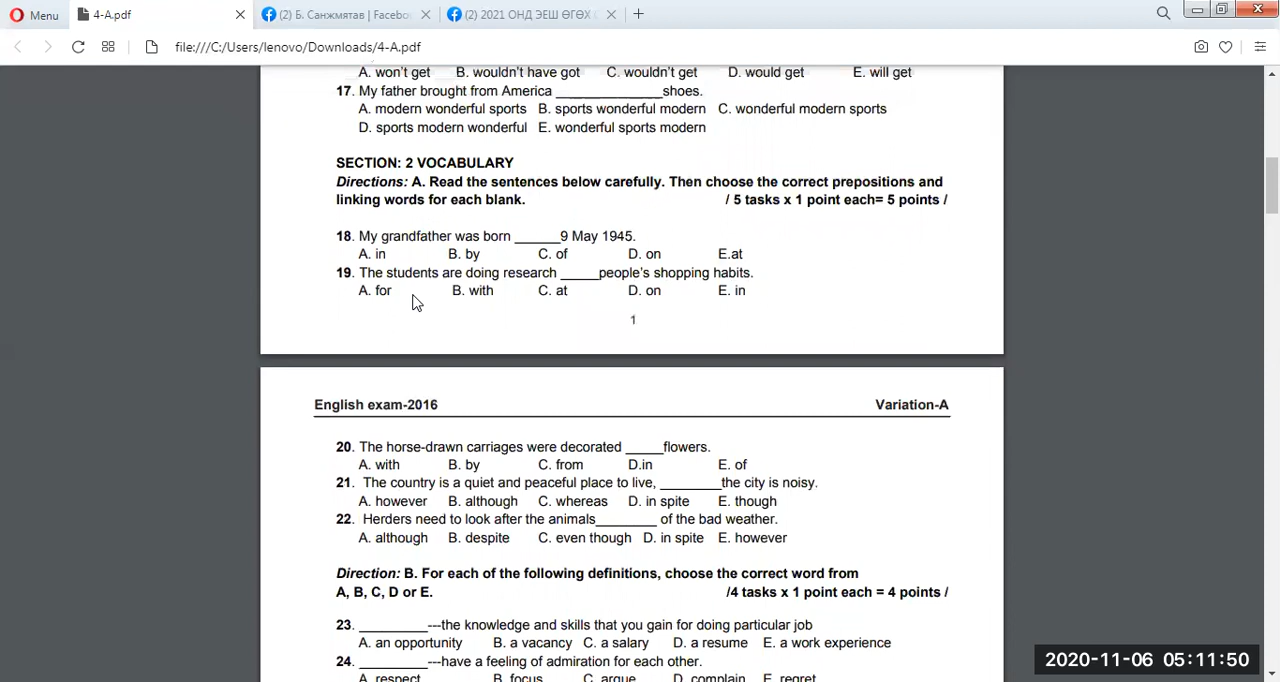 Menu
4-A.pdf
(2) Б. Санжмятав | Facebo
(2) 2021 ОНД ЭЕШ ӨГӨХ
file:///C:/Users/lenovo/Downloads/4-A.pdf
A. won't get B. wouldn't have got C. wouldn't get D. would get E. will get
17. My father brought from America _______________shoes.
A. modern wonderful sports B. sports wonderful modern C. wonderful modern sports
D. sports modern wonderful E. wonderful sports modern
SECTION: 2 VOCABULARY
Directions: A. Read the sentences below carefully. Then choose the correct prepositions and
linking words for each blank. / 5 tasks x 1 point each= 5 points /
18. My grandfather was born ______9 May 1945.
A. in B. by C. of D. on E.at
19. The students are doing research _____people's shopping habits.
A. for B. with C. at D. on E. in
1
English exam-2016 Variation-A
20. The horse-drawn carriages were decorated _____flowers.
A. with B. by C. from D.in E. of
21. The country is a quiet and peaceful place to live, ________the city is noisy.
A. however B. although C. whereas D. in spite E. though
22. Herders need to look after the animals________ of the bad weather.
A. although B. despite C. even though D. in spite E. however
Direction: B. For each of the following definitions, choose the correct word from
A, B, C, D or E. /4 tasks x 1 point each = 4 points /
23. _________---the knowledge and skills that you gain for doing particular job
A. an opportunity B. a vacancy C. a salary D. a resume E. a work experience
24. _________---have a feeling of admiration for each other.
A. respect B. focus C. argue D. complain E. regret
2020-11-06 05:11:50